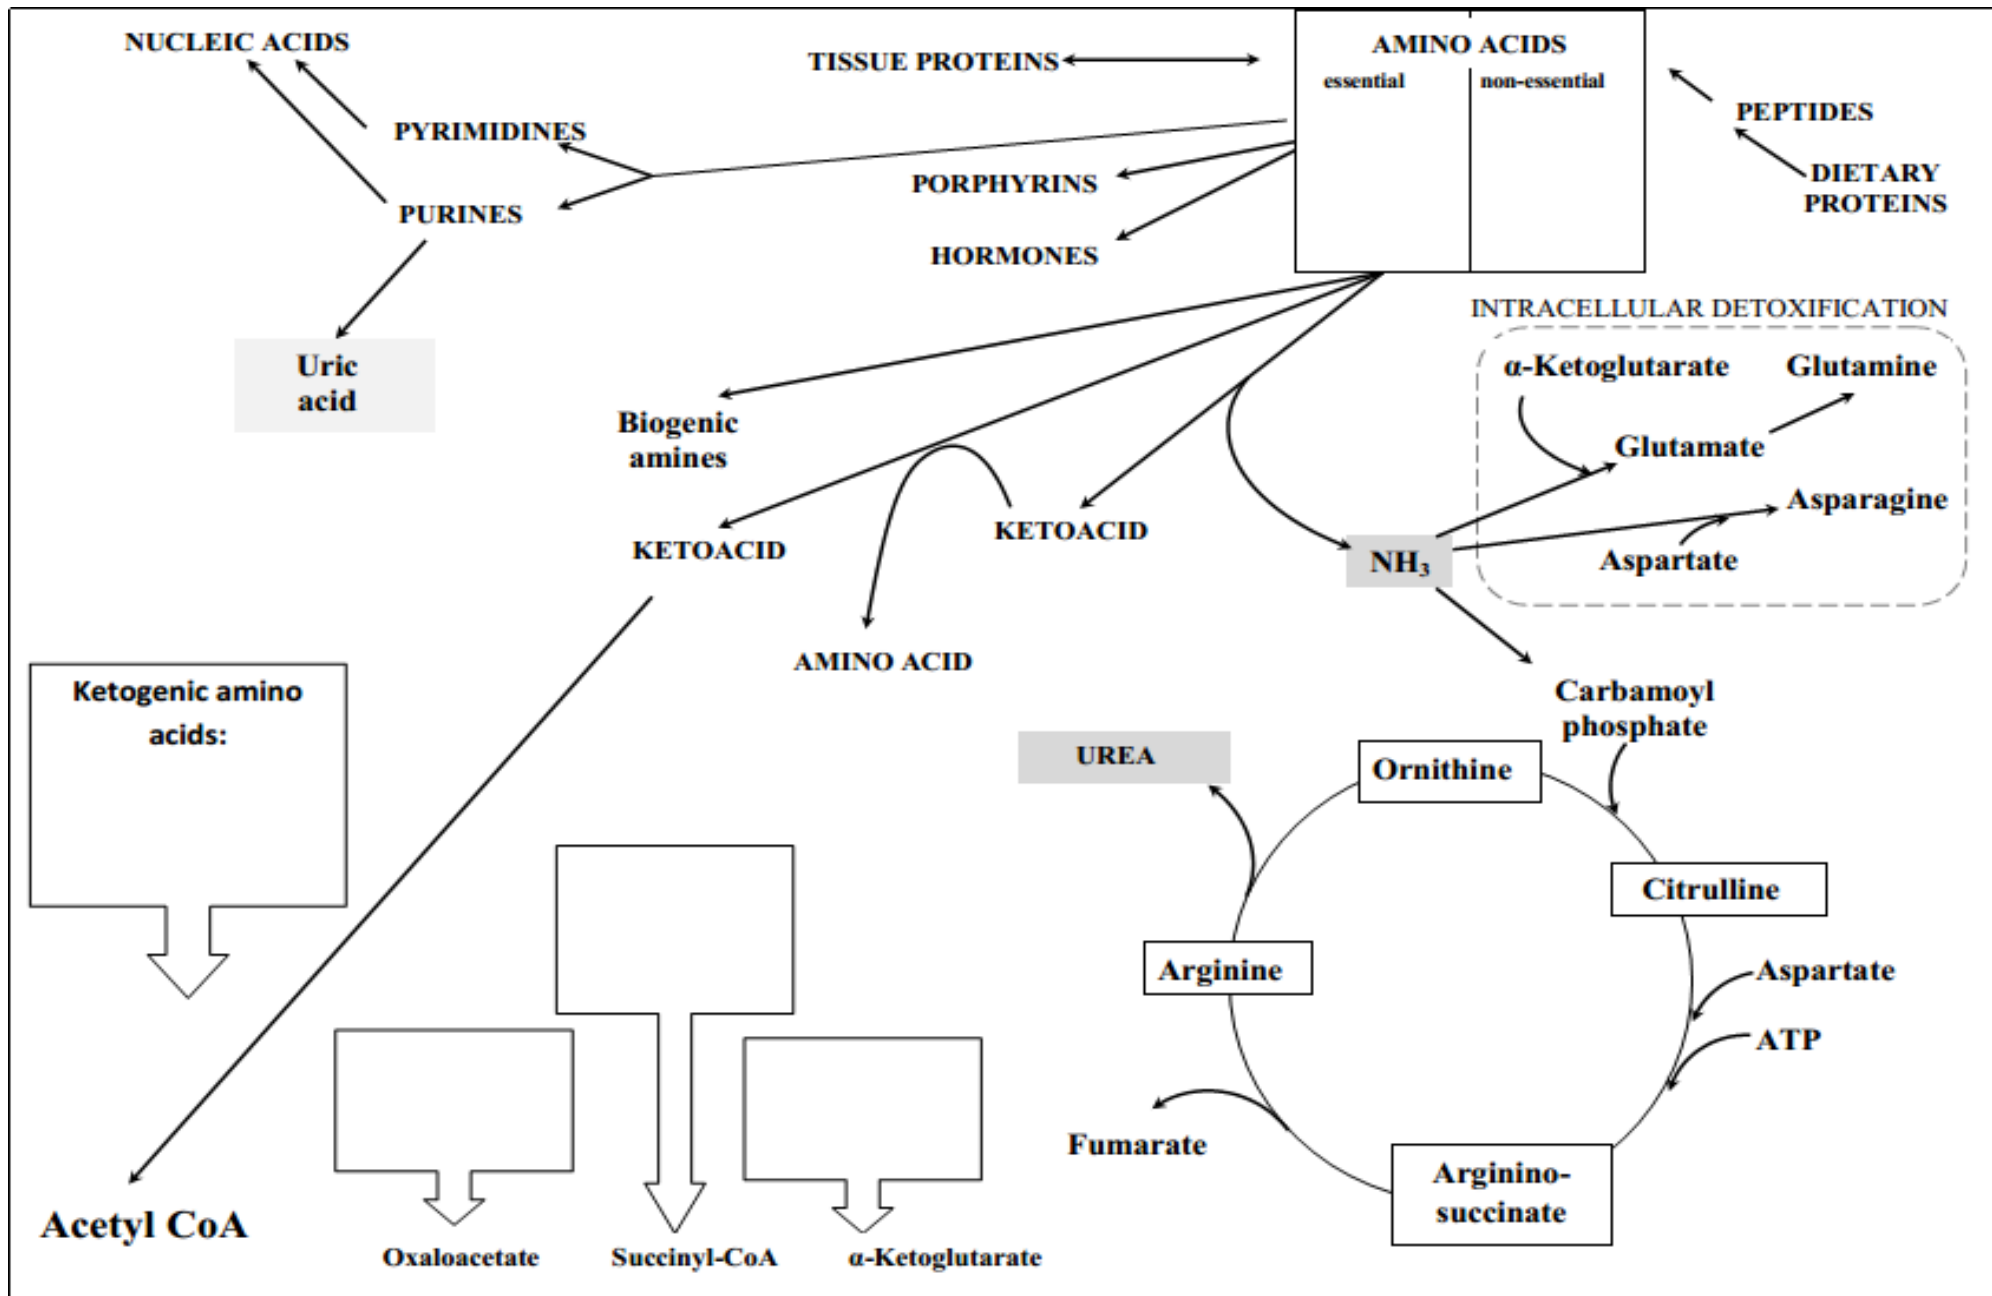 NUCLEIC ACIDS
TISSUE PROTEINS
AMINO ACIDS
essential
non-essential
PEPTIDES
DIETARY
PROTEINS
PYRIMIDINES
PORPHYRINS
PURINES
HORMONES
INTRACELLULAR DETOXIFICATION
Uric
acid
α-Ketoglutarate
Glutamine
Biogenic
amines
Glutamate
Asparagine
KETOACID
KETOACID
NH₃
Aspartate
AMINO ACID
Ketogenic amino
acids:
Carbamoyl
phosphate
UREA
Ornithine
Citrulline
Arginine
Aspartate
ATP
Fumarate
Arginino-
succinate
Acetyl CoA
Oxaloacetate
Succinyl-CoA
α-Ketoglutarate